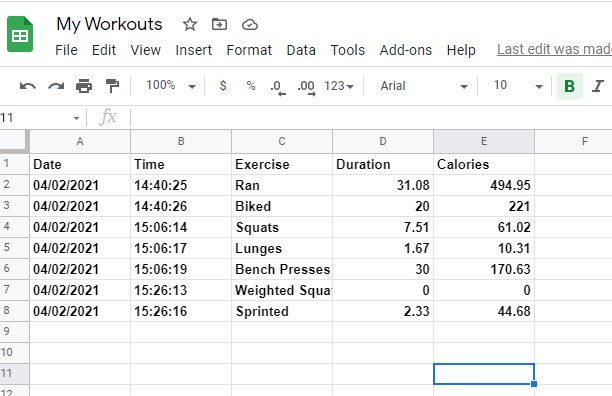 My Workouts
File Edit View Insert Format Data Tools Add-ons Help Last edit was mad
100% $ % .0 .00 123 Arial 10 B I
11 fx
A B C D E F
1 Date Time Exercise Duration Calories
2 04/02/2021 14:40:25 Ran 31.08 494.95
3 04/02/2021 14:40:26 Biked 20 221
4 04/02/2021 15:06:14 Squats 7.51 61.02
5 04/02/2021 15:06:17 Lunges 1.67 10.31
6 04/02/2021 15:06:19 Bench Presses 30 170.63
7 04/02/2021 15:26:13 Weighted Squa 0 0
8 04/02/2021 15:26:16 Sprinted 2.33 44.68
9
10
11
12